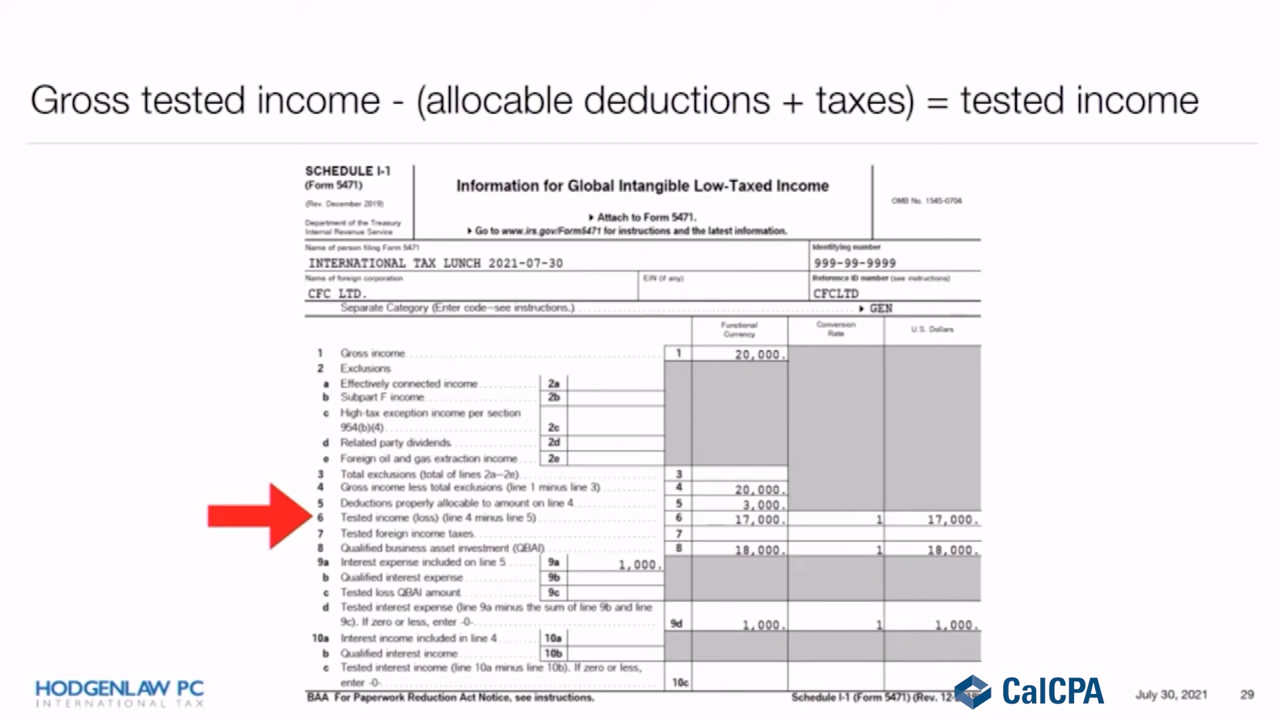 Gross tested income - (allocable deductions + taxes) = tested income
SCHEDULE I-1
(Form 5471)
(Rev. December 2019)
Department of the Treasury
Internal Revenue Service
Information for Global Intangible Low-Taxed Income
▶ Attach to Form 5471.
▶ Go to www.irs.gov/Form5471 for instructions and the latest information.
OMB No. 1545-0704
Name of person filing Form 5471
Identifying number
INTERNATIONAL TAX LUNCH 2021-07-30
999-99-9999
Name of foreign corporation
EIN (if any)
Reference ID number (see instructions)
CFC LTD.
CFCLTD
Separate Category (Enter code—see instructions.) ▶ GEN
Functional Currency
Conversion Rate
U.S. Dollars
1 Gross income 1 20,000.
2 Exclusions
a Effectively connected income 2a
b Subpart F income 2b
c High-tax exception income per section
954(b)(4) 2c
d Related party dividends 2d
e Foreign oil and gas extraction income 2e
3 Total exclusions (total of lines 2a–2e) 3
4 Gross income less total exclusions (line 1 minus line 3) 4 20,000.
5 Deductions properly allocable to amount on line 4 5 3,000.
6 Tested income (loss) (line 4 minus line 5) 6 17,000. 1 17,000.
7 Tested foreign income taxes 7
8 Qualified business asset investment (QBAI) 8 18,000. 1 18,000.
9a Interest expense included on line 5 9a 1,000.
b Qualified interest expense 9b
c Tested loss QBAI amount 9c
d Tested interest expense (line 9a minus the sum of line 9b and line
9c). If zero or less, enter -0- 9d 1,000. 1 1,000.
10a Interest income included in line 4 10a
b Qualified interest income 10b
c Tested interest income (line 10a minus line 10b). If zero or less,
enter -0- 10c
BAA For Paperwork Reduction Act Notice, see instructions.
Schedule I-1 (Form 5471) (Rev. 12-
HODGENLAW PC
INTERNATIONAL TAX
CalCPA
July 30, 2021
29